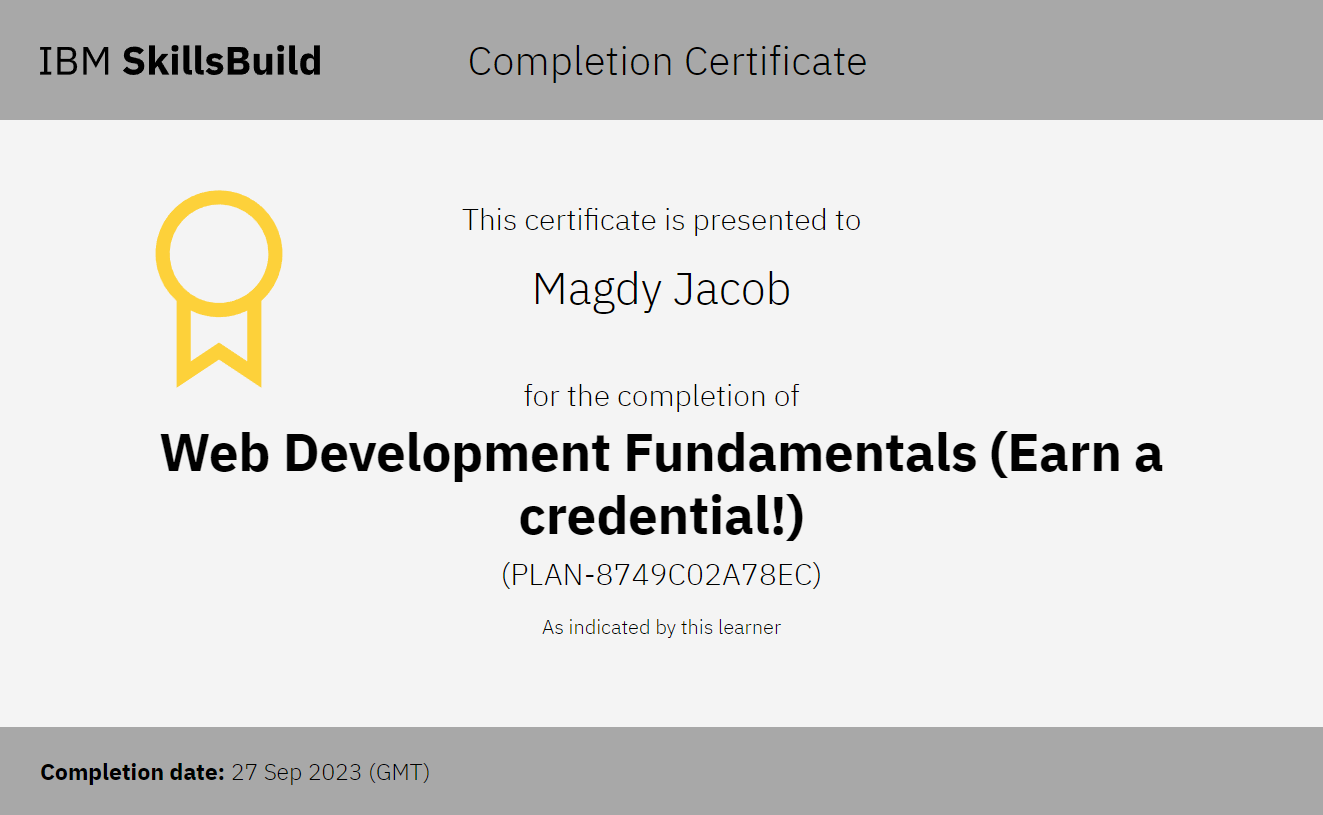 IBM SkillsBuild
Completion Certificate
This certificate is presented to
Magdy Jacob
for the completion of
Web Development Fundamentals (Earn a
credential!)
(PLAN-8749C02A78EC)
As indicated by this learner
Completion date: 27 Sep 2023 (GMT)